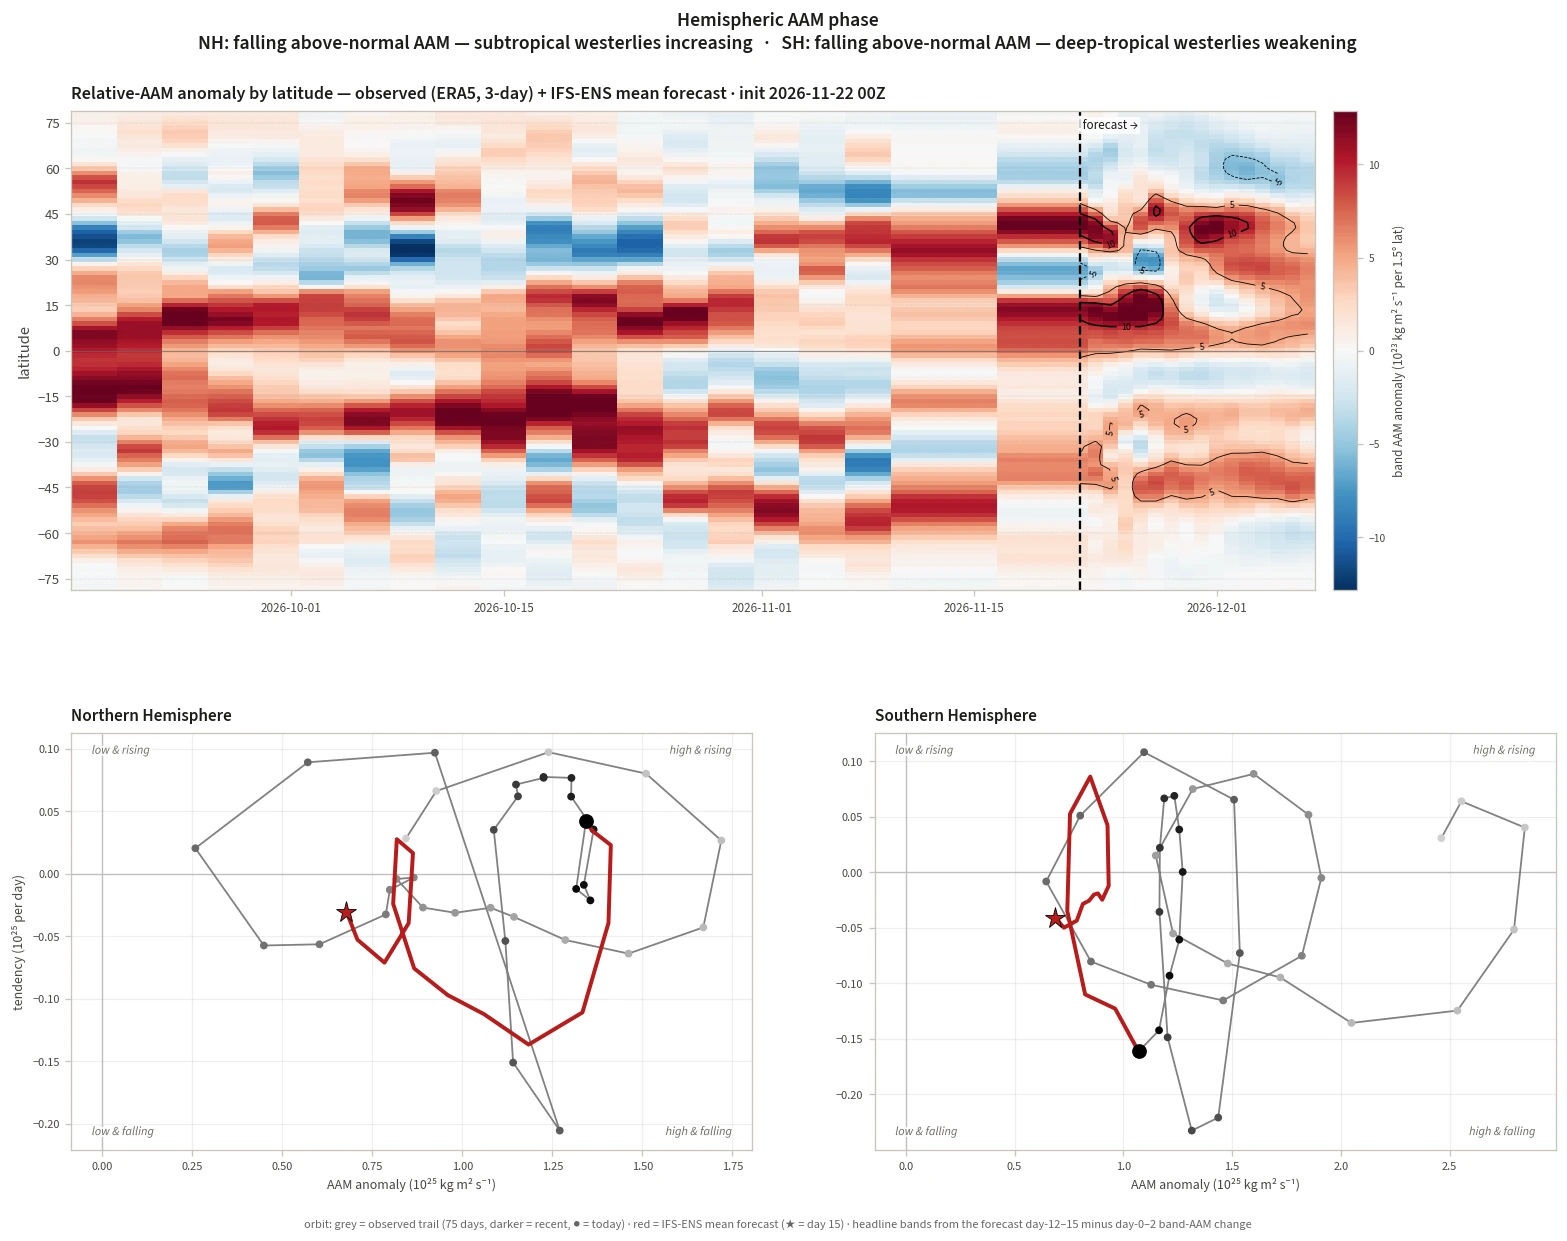 Hemispheric AAM phase
NH: falling above-normal AAM — subtropical westerlies increasing · SH: falling above-normal AAM — deep-tropical westerlies weakening
Relative-AAM anomaly by latitude — observed (ERA5, 3-day) + IFS-ENS mean forecast · init 2026-11-22 00Z
forecast →
75
60
45
30
15
0
−15
−30
−45
−60
−75
latitude
2026-10-01
2026-10-15
2026-11-01
2026-11-15
2026-12-01
10
5
0
−5
−10
band AAM anomaly (10²³ kg m² s⁻¹ per 1.5° lat)
Northern Hemisphere
low & rising
high & rising
low & falling
high & falling
0.10
0.05
0.00
−0.05
−0.10
−0.15
−0.20
tendency (10²⁵ per day)
0.00
0.25
0.50
0.75
1.00
1.25
1.50
1.75
AAM anomaly (10²⁵ kg m² s⁻¹)
Southern Hemisphere
low & rising
high & rising
low & falling
high & falling
0.10
0.05
0.00
−0.05
−0.10
−0.15
−0.20
0.0
0.5
1.0
1.5
2.0
2.5
AAM anomaly (10²⁵ kg m² s⁻¹)
orbit: grey = observed trail (75 days, darker = recent, ● = today) · red = IFS-ENS mean forecast (★ = day 15) · headline bands from the forecast day-12–15 minus day-0–2 band-AAM change